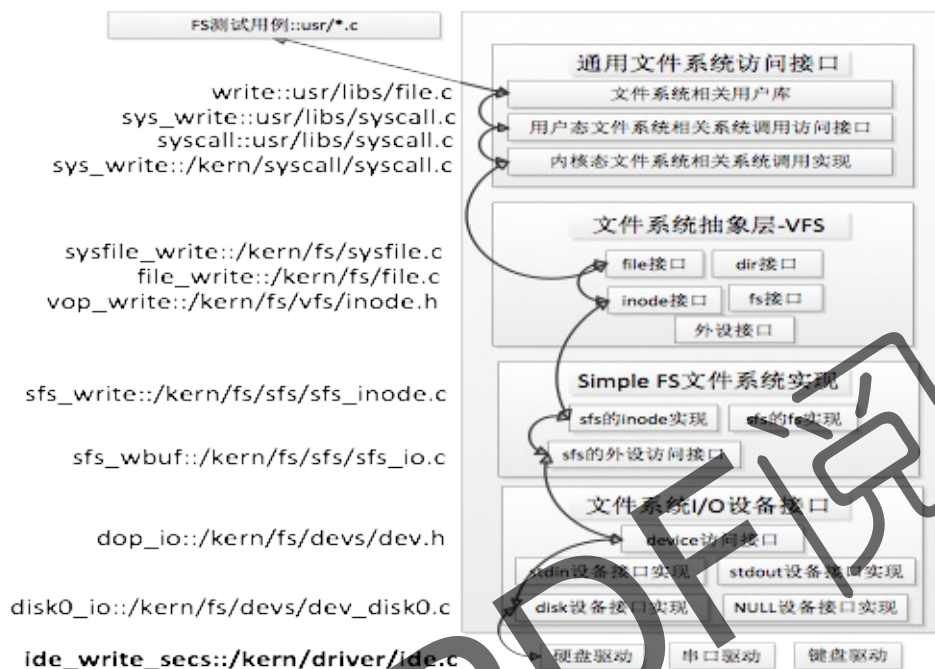 FS测试用例::usr/*.c
通用文件系统访问接口
write::usr/libs/file.c
文件系统相关用户库
sys_write::usr/libs/syscall.c
用户态文件系统相关系统调用访问接口
syscall::usr/libs/syscall.c
sys_write::/kern/syscall/syscall.c
内核态文件系统相关系统调用实现
文件系统抽象层-VFS
sysfile_write::/kern/fs/sysfile.c
file接口 dir接口
file_write::/kern/fs/file.c
vop_write::/kern/fs/vfs/inode.h
inode接口 fs接口
外设接口
Simple FS文件系统实现
sfs_write::/kern/fs/sfs/sfs_inode.c
sfs的inode实现 sfs的fs实现
sfs_wbuf::/kern/fs/sfs/sfs_io.c
sfs的外设访问接口
文件系统I/O设备接口
dop_io::/kern/fs/devs/dev.h
device访问接口
stdin设备接口实现 stdout设备接口实现
disk0_io::/kern/fs/devs/dev_disk0.c
disk设备接口实现 NULL设备接口实现
ide_write_secs::/kern/driver/ide.c
硬盘驱动 串口驱动 键盘驱动